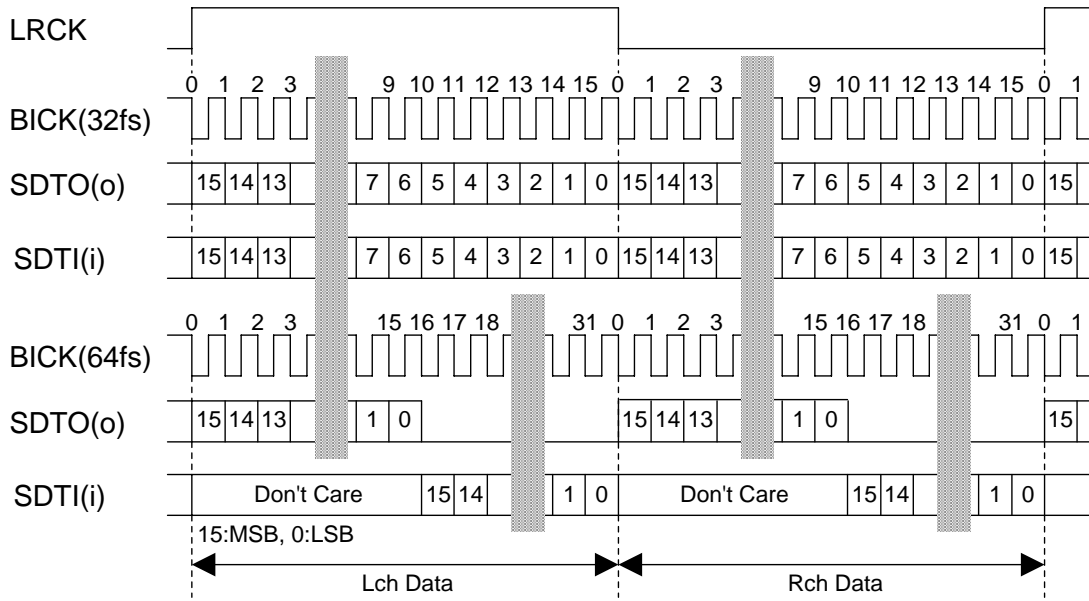 LRCK
0 1 2 3 9 10 11 12 13 14 15 0 1 2 3 9 10 11 12 13 14 15 0 1
BICK(32fs)
SDTO(o) 15 14 13 7 6 5 4 3 2 1 0 15 14 13 7 6 5 4 3 2 1 0 15
SDTI(i) 15 14 13 7 6 5 4 3 2 1 0 15 14 13 7 6 5 4 3 2 1 0 15
0 1 2 3 15 16 17 18 31 0 1 2 3 15 16 17 18 31 0 1
BICK(64fs)
SDTO(o) 15 14 13 1 0 15 14 13 1 0 15
SDTI(i) Don't Care 15 14 1 0 Don't Care 15 14 1 0
15:MSB, 0:LSB
Lch Data Rch Data